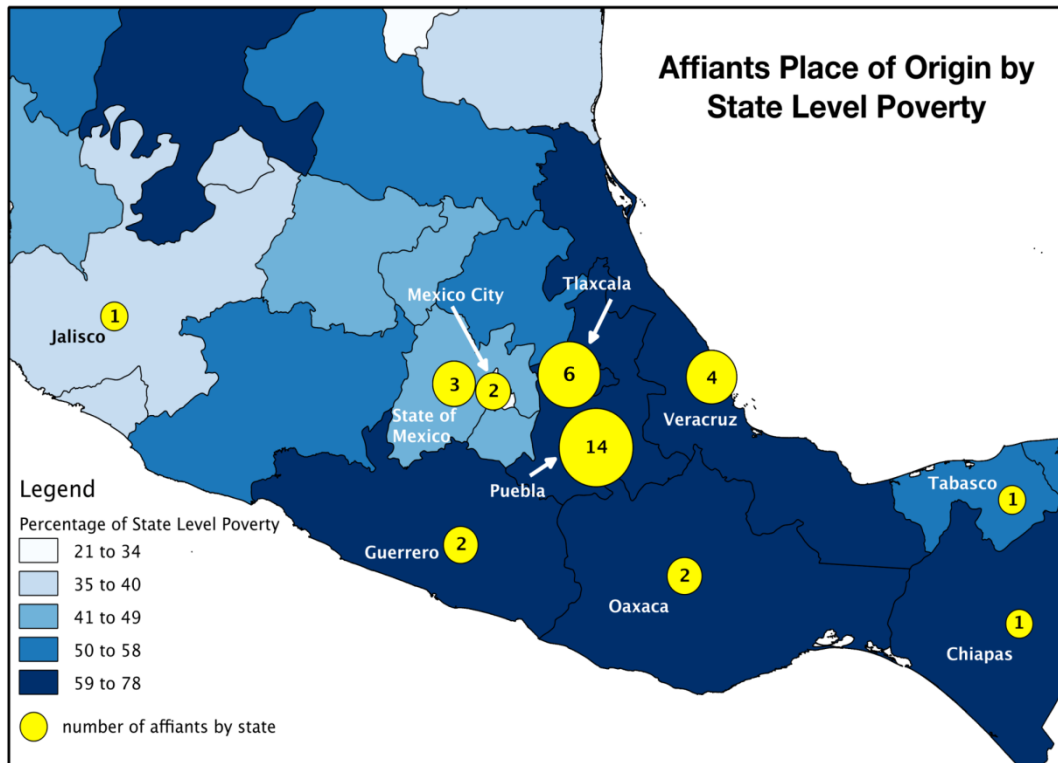 Affiants Place of Origin by
State Level Poverty
Tlaxcala
Mexico City
1
Jalisco
6
4
3
2
State of
Mexico
Veracruz
14
Puebla
Tabasco
1
Legend
Percentage of State Level Poverty
21 to 34
35 to 40
41 to 49
50 to 58
59 to 78
number of affiants by state
Guerrero
2
2
Oaxaca
1
Chiapas